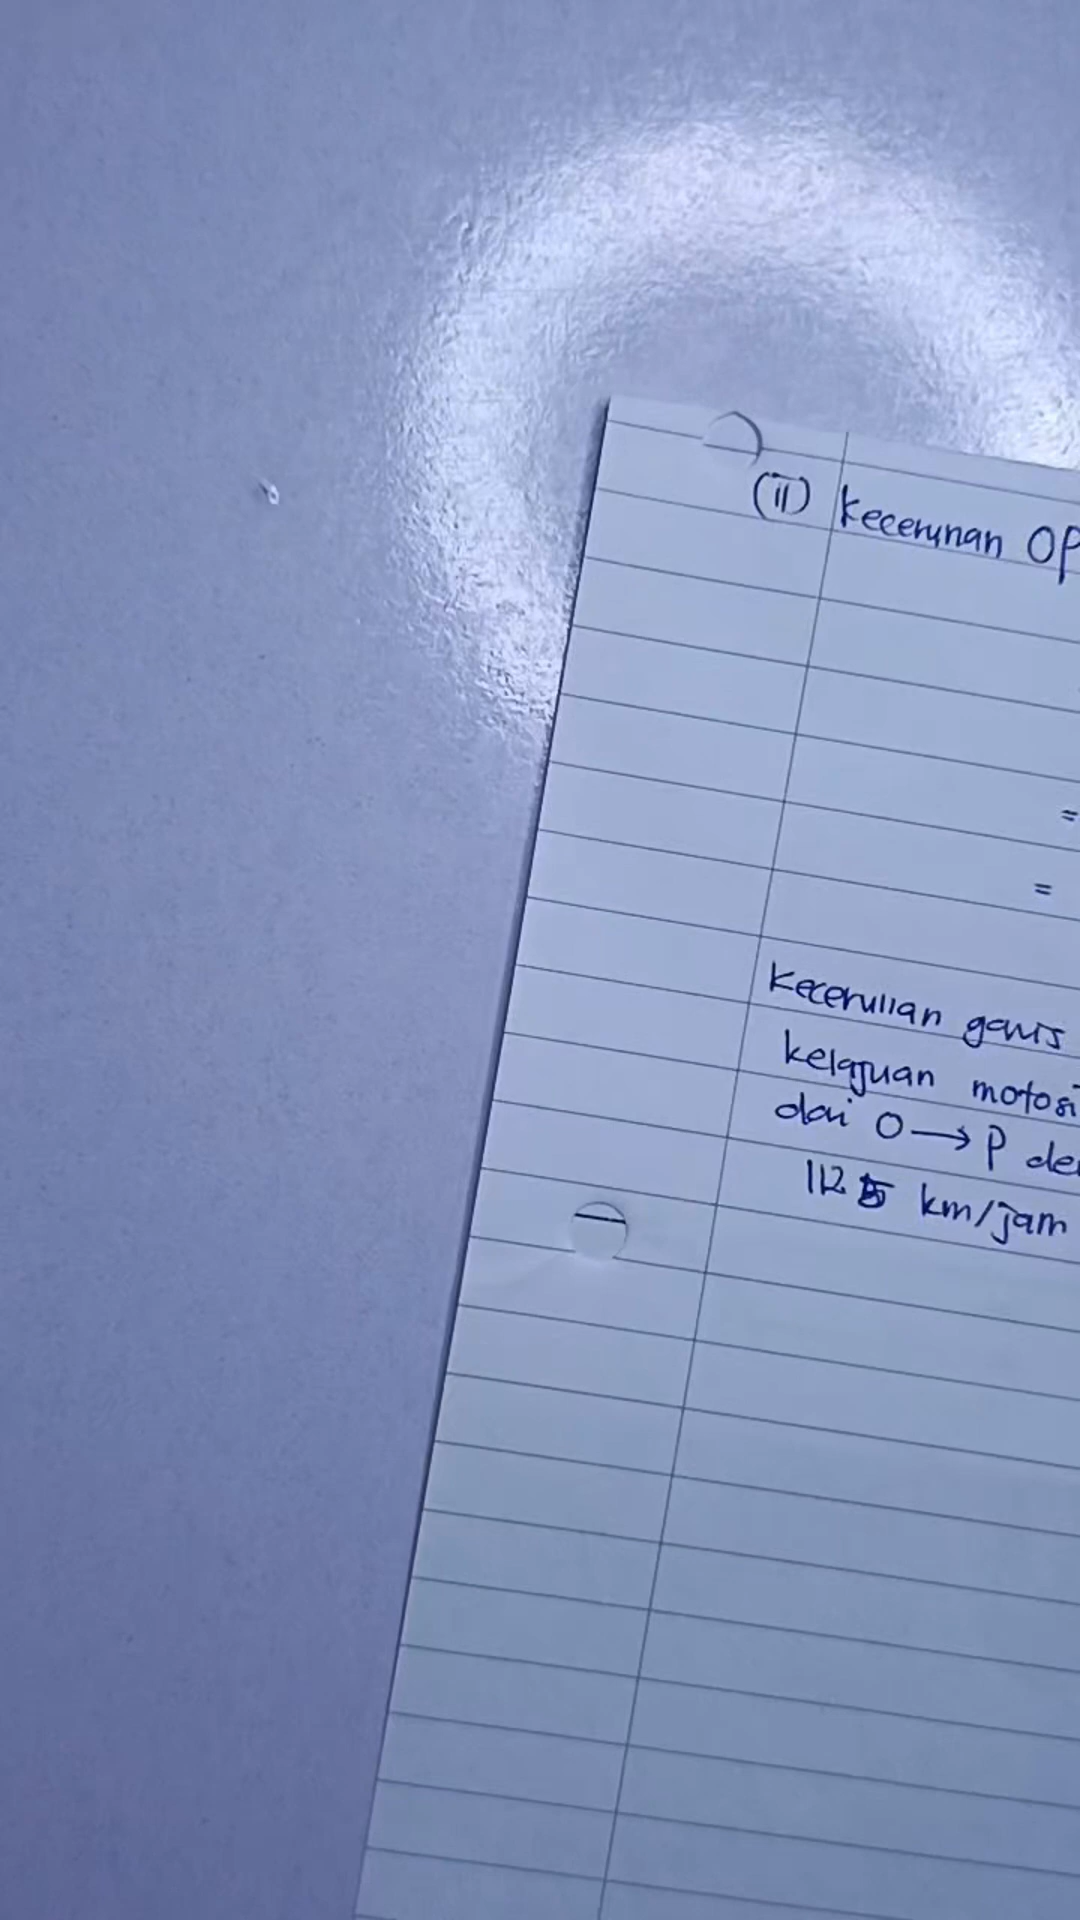 (ii) Kecerunan OP
=
=
Kecerunan garis
kelajuan motosi
dari O → P de
112.5 km/jam